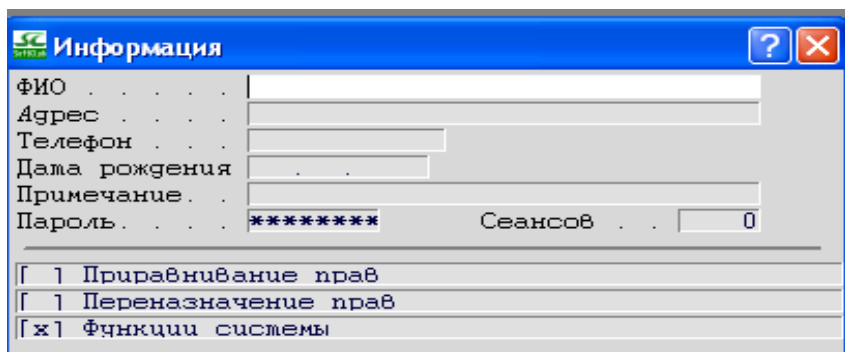 Информация
ФИО . . . . .
Адрес . . . .
Телефон . . .
Дата рождения . .
Примечание. .
Пароль. . . . ******** Сеансов . . 0
[ ] Приравнивание прав
[ ] Переназначение прав
[x] Функции системы